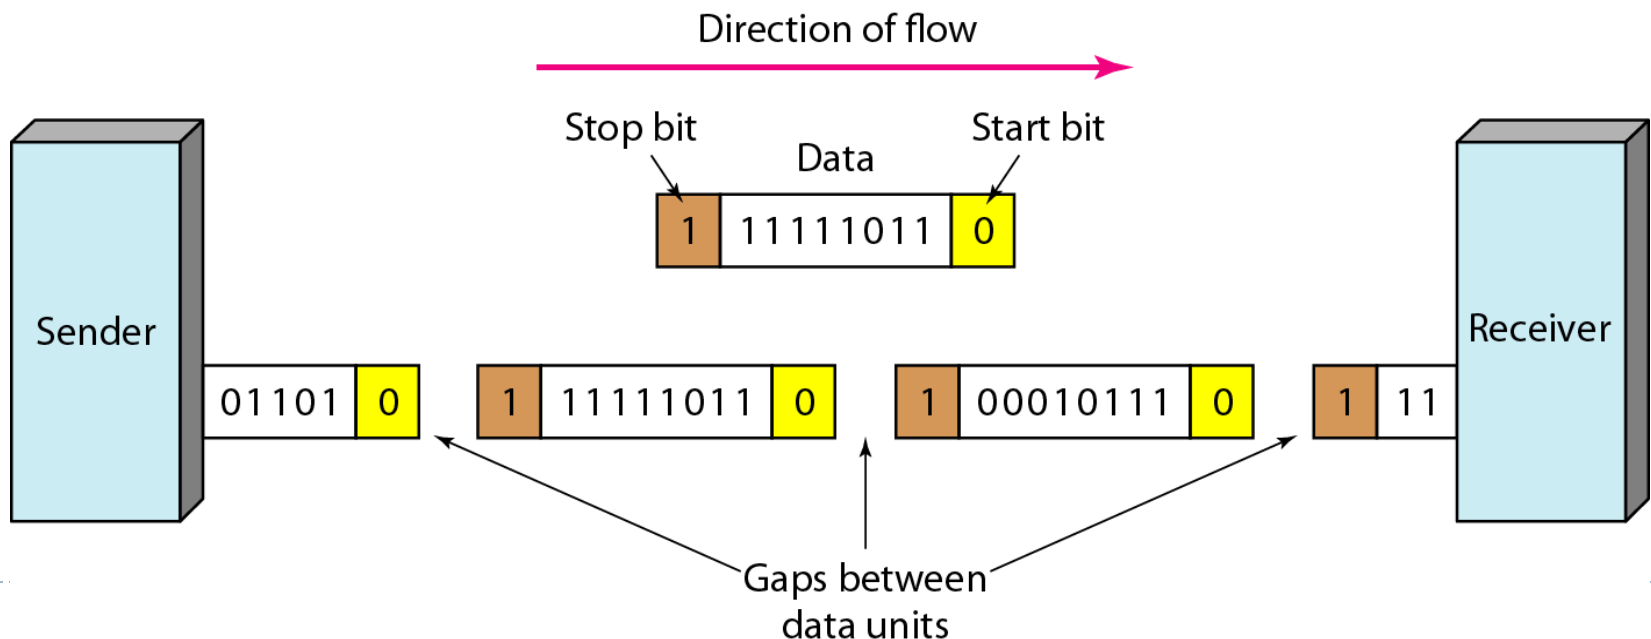 Direction of flow
Stop bit
Start bit
Data
1 11111011 0
Sender
Receiver
01101 0 1 11111011 0 1 00010111 0 1 11
Gaps between
data units